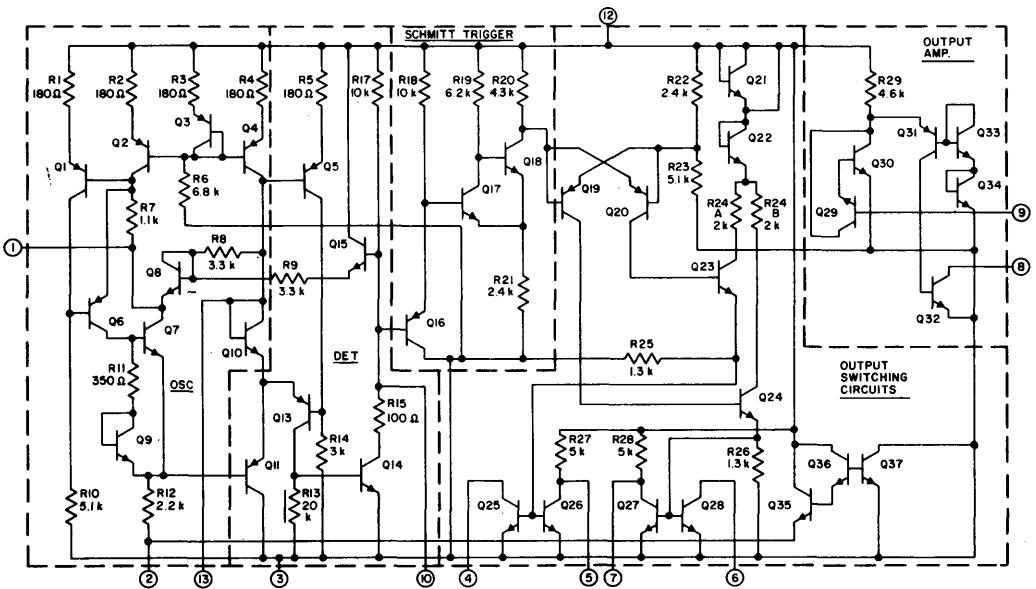 12
SCHMITT TRIGGER
OUTPUT
AMP.
R1
180Ω
R2
180Ω
R3
180Ω
R4
180Ω
R5
180Ω
R17
10k
R18
10k
R19
6.2k
R20
4.3k
R22
2.4k
Q21
R29
4.6k
Q3
Q2
Q4
Q1
Q5
Q18
Q22
Q31
Q33
R6
6.8k
Q17
Q19
Q20
R23
5.1k
R24
A
2k
R24
B
2k
Q30
Q34
Q29
R7
1.1k
1
9
R8
3.3k
Q15
Q8
R9
3.3k
Q23
8
R21
2.4k
Q6
Q7
Q16
Q32
Q10
DET
R25
1.3k
R11
350Ω
OSC
OUTPUT
SWITCHING
CIRCUITS
Q13
R15
100Ω
Q24
Q9
R14
3k
R27
5k
R28
5k
R26
1.3k
Q36
Q37
R10
5.1k
R12
2.2k
Q11
R13
20
k
Q14
Q25
Q26
Q27
Q28
Q35
2
13
3
10
4
5
7
6